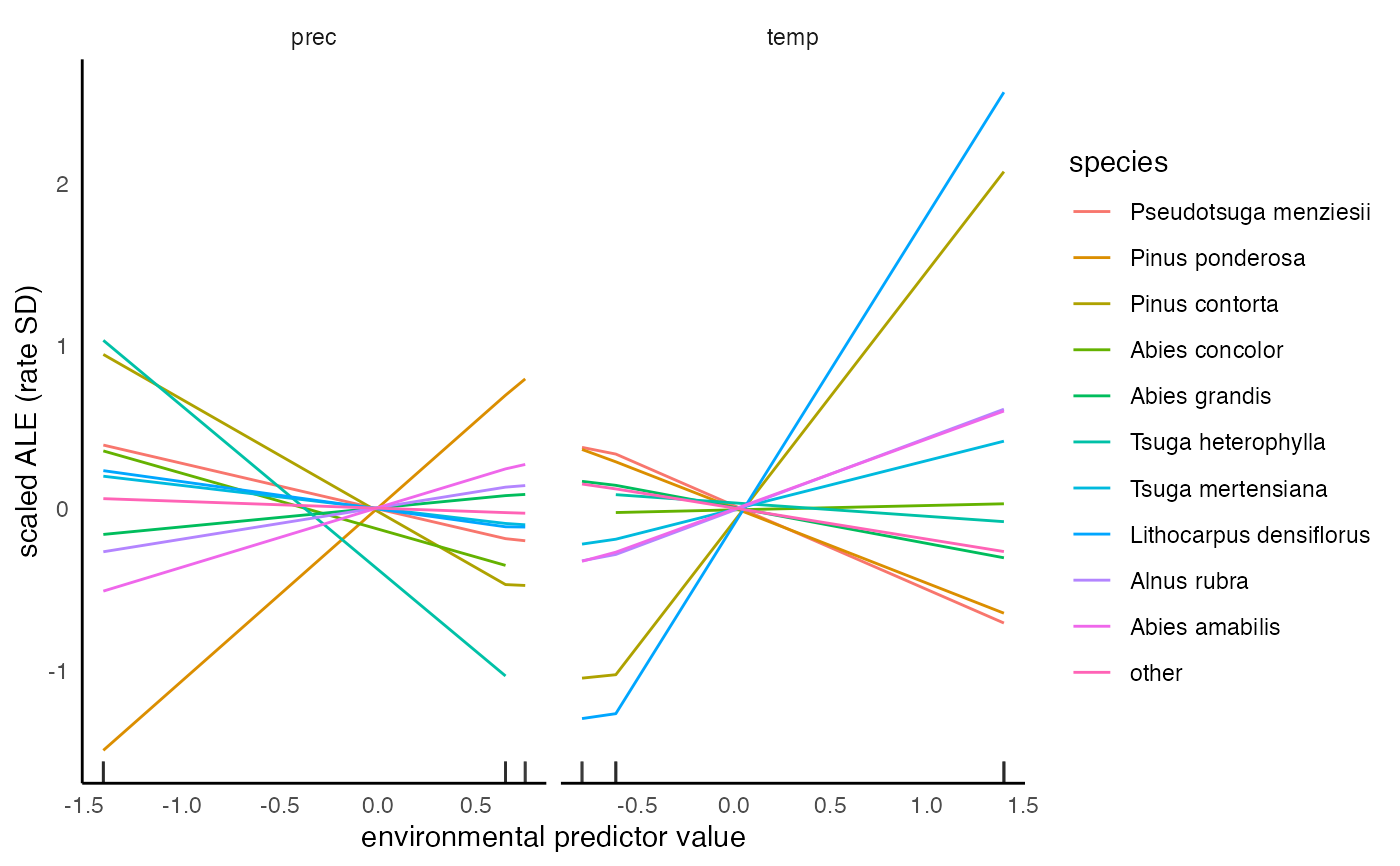 prec
temp
scaled ALE (rate SD)
2
1
0
-1
-1.5 -1.0 -0.5 0.0 0.5
-0.5 0.0 0.5 1.0 1.5
environmental predictor value
species
Pseudotsuga menziesii
Pinus ponderosa
Pinus contorta
Abies concolor
Abies grandis
Tsuga heterophylla
Tsuga mertensiana
Lithocarpus densiflorus
Alnus rubra
Abies amabilis
other